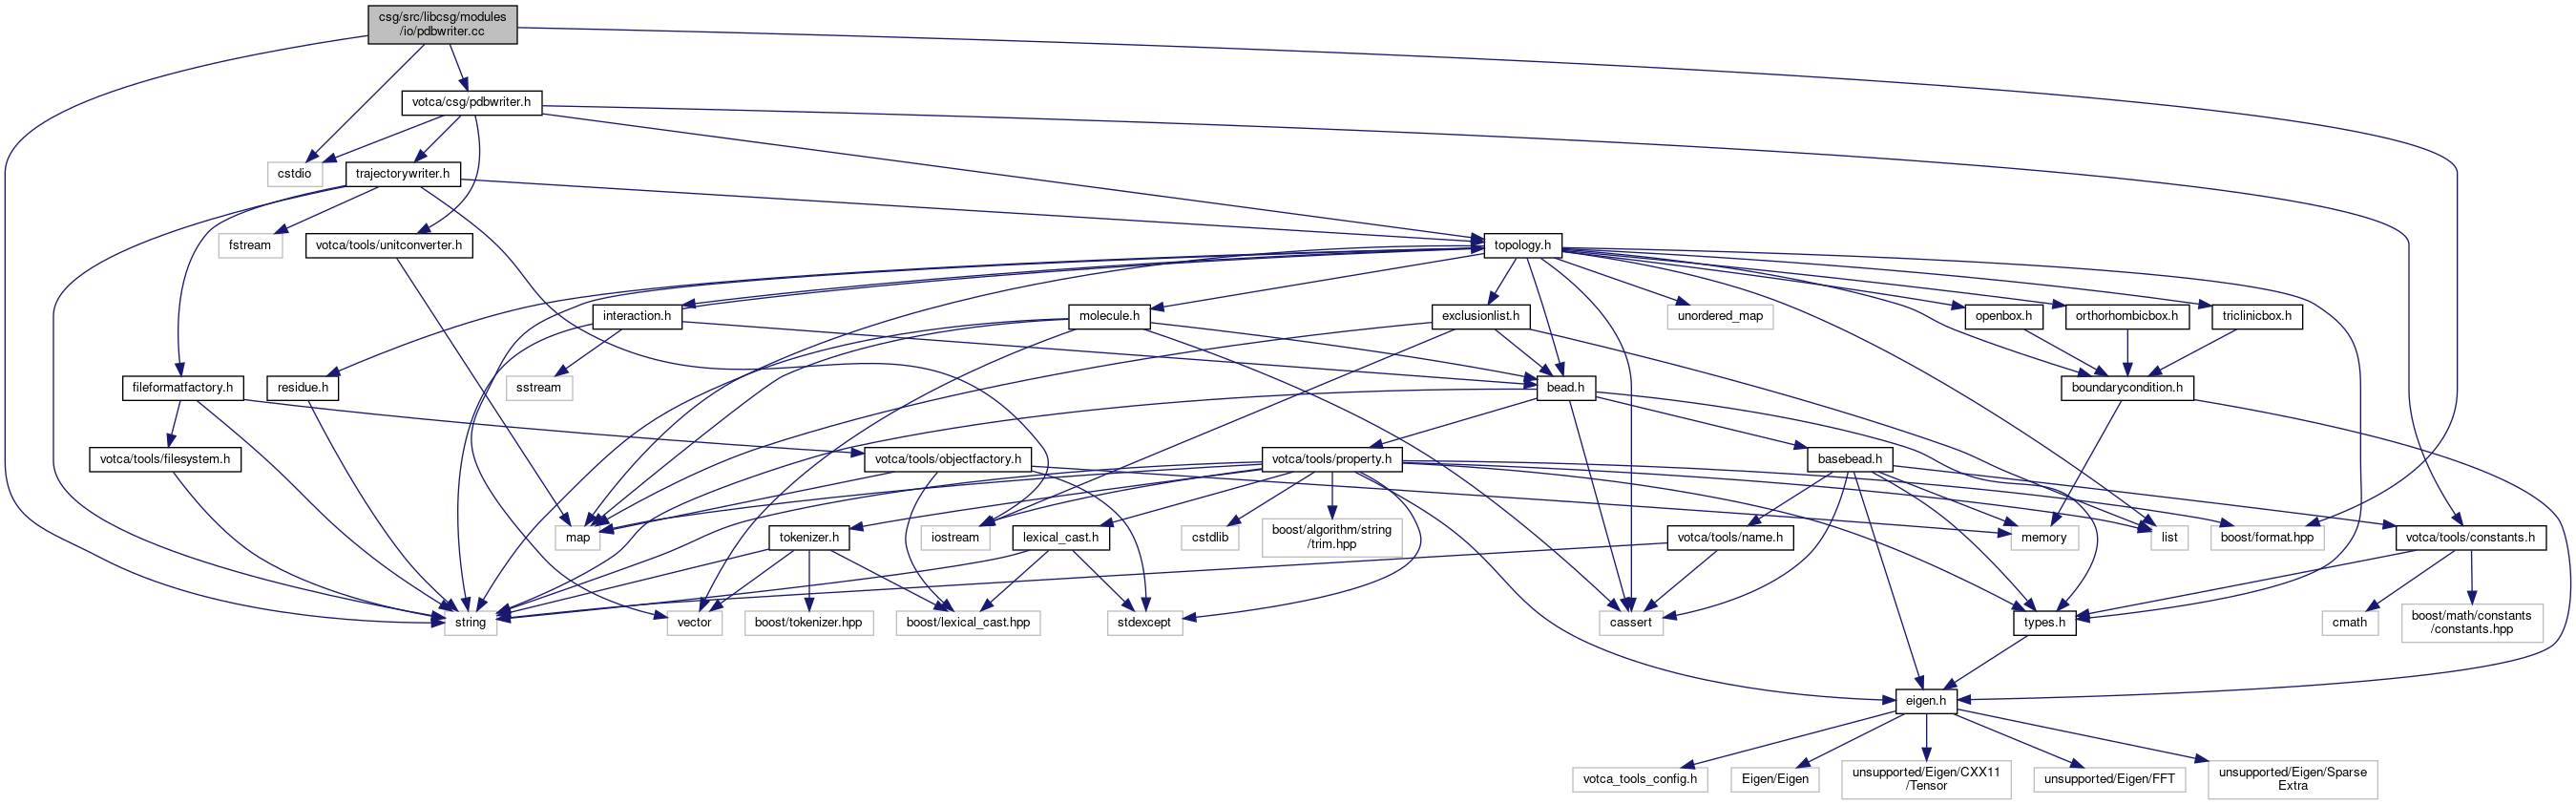 csg/src/libcsg/modules
/io/pdbwriter.cc
votca/csg/pdbwriter.h
cstdio
trajectorywriter.h
fstream
votca/tools/unitconverter.h
topology.h
interaction.h
molecule.h
exclusionlist.h
unordered_map
openbox.h
orthorhombicbox.h
triclinicbox.h
fileformatfactory.h
residue.h
sstream
bead.h
boundarycondition.h
votca/tools/filesystem.h
votca/tools/objectfactory.h
votca/tools/property.h
basebead.h
map
tokenizer.h
iostream
lexical_cast.h
cstdlib
boost/algorithm/string
/trim.hpp
votca/tools/name.h
memory
list
boost/format.hpp
votca/tools/constants.h
string
vector
boost/tokenizer.hpp
boost/lexical_cast.hpp
stdexcept
cassert
types.h
cmath
boost/math/constants
/constants.hpp
eigen.h
votca_tools_config.h
Eigen/Eigen
unsupported/Eigen/CXX11
/Tensor
unsupported/Eigen/FFT
unsupported/Eigen/Sparse
Extra